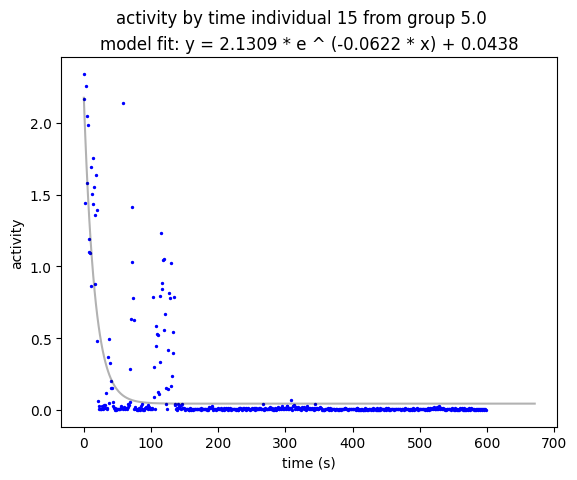 activity by time individual 15 from group 5.0
model fit: y = 2.1309 * e ^ (-0.0622 * x) + 0.0438
2.0
1.5
activity
1.0
0.5
0.0
0 100 200 300 400 500 600 700
time (s)